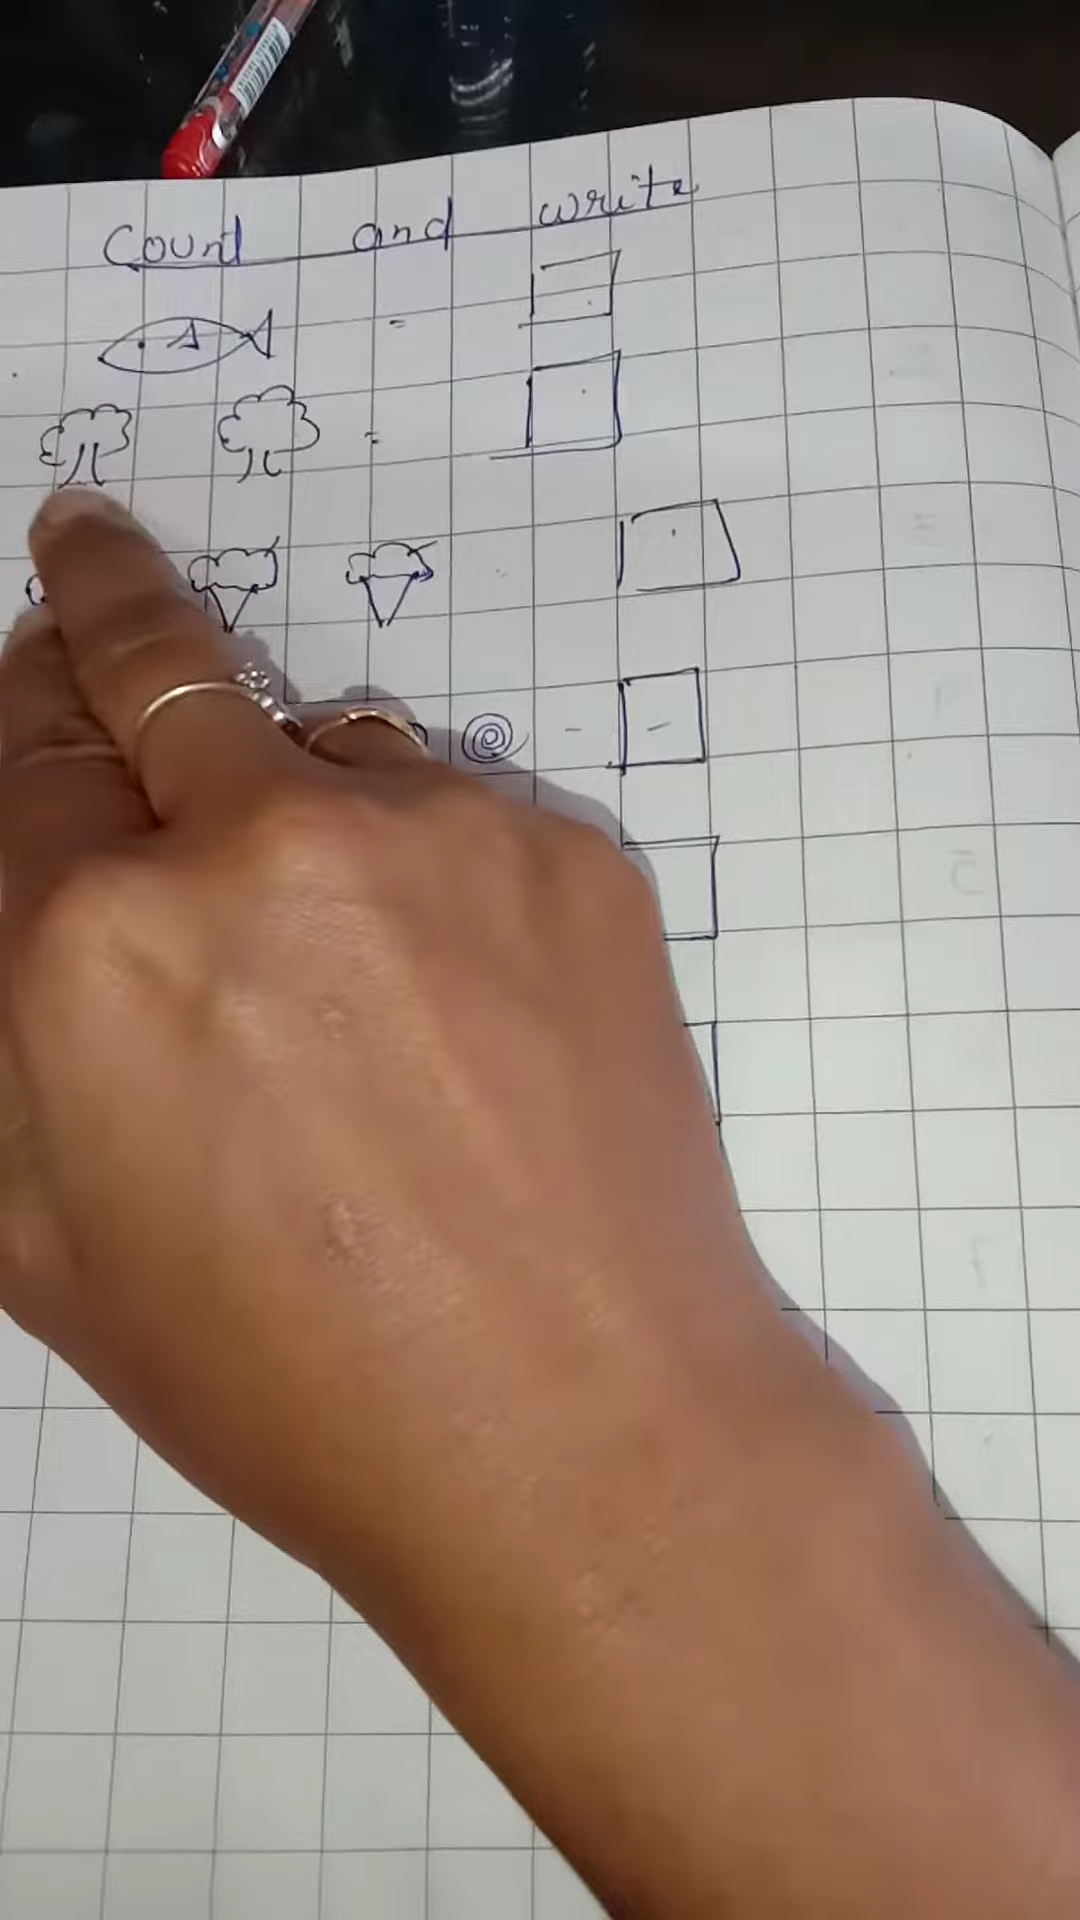 Count and write
=
=
-